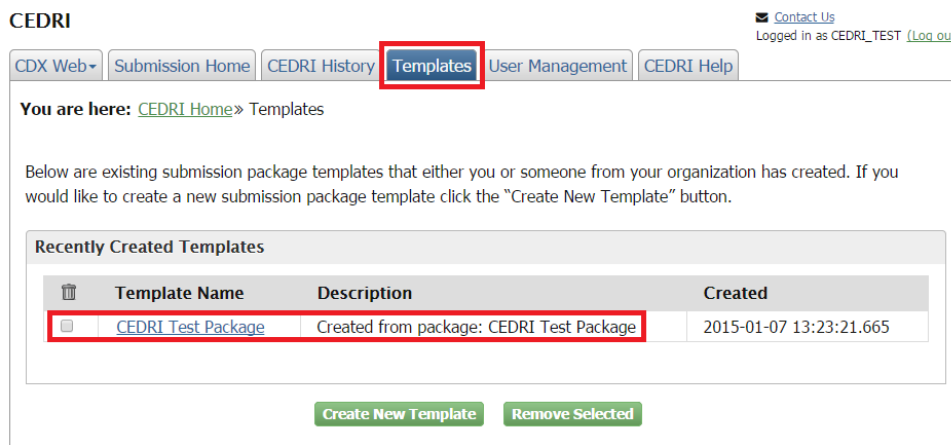 CEDRI
Contact Us
Logged in as CEDRI_TEST (Log ou
CDX Web Submission Home CEDRI History Templates User Management CEDRI Help
You are here: CEDRI Home» Templates
Below are existing submission package templates that either you or someone from your organization has created. If you
would like to create a new submission package template click the “Create New Template” button.
Recently Created Templates
Template Name Description Created
CEDRI Test Package Created from package: CEDRI Test Package 2015-01-07 13:23:21.665
Create New Template Remove Selected